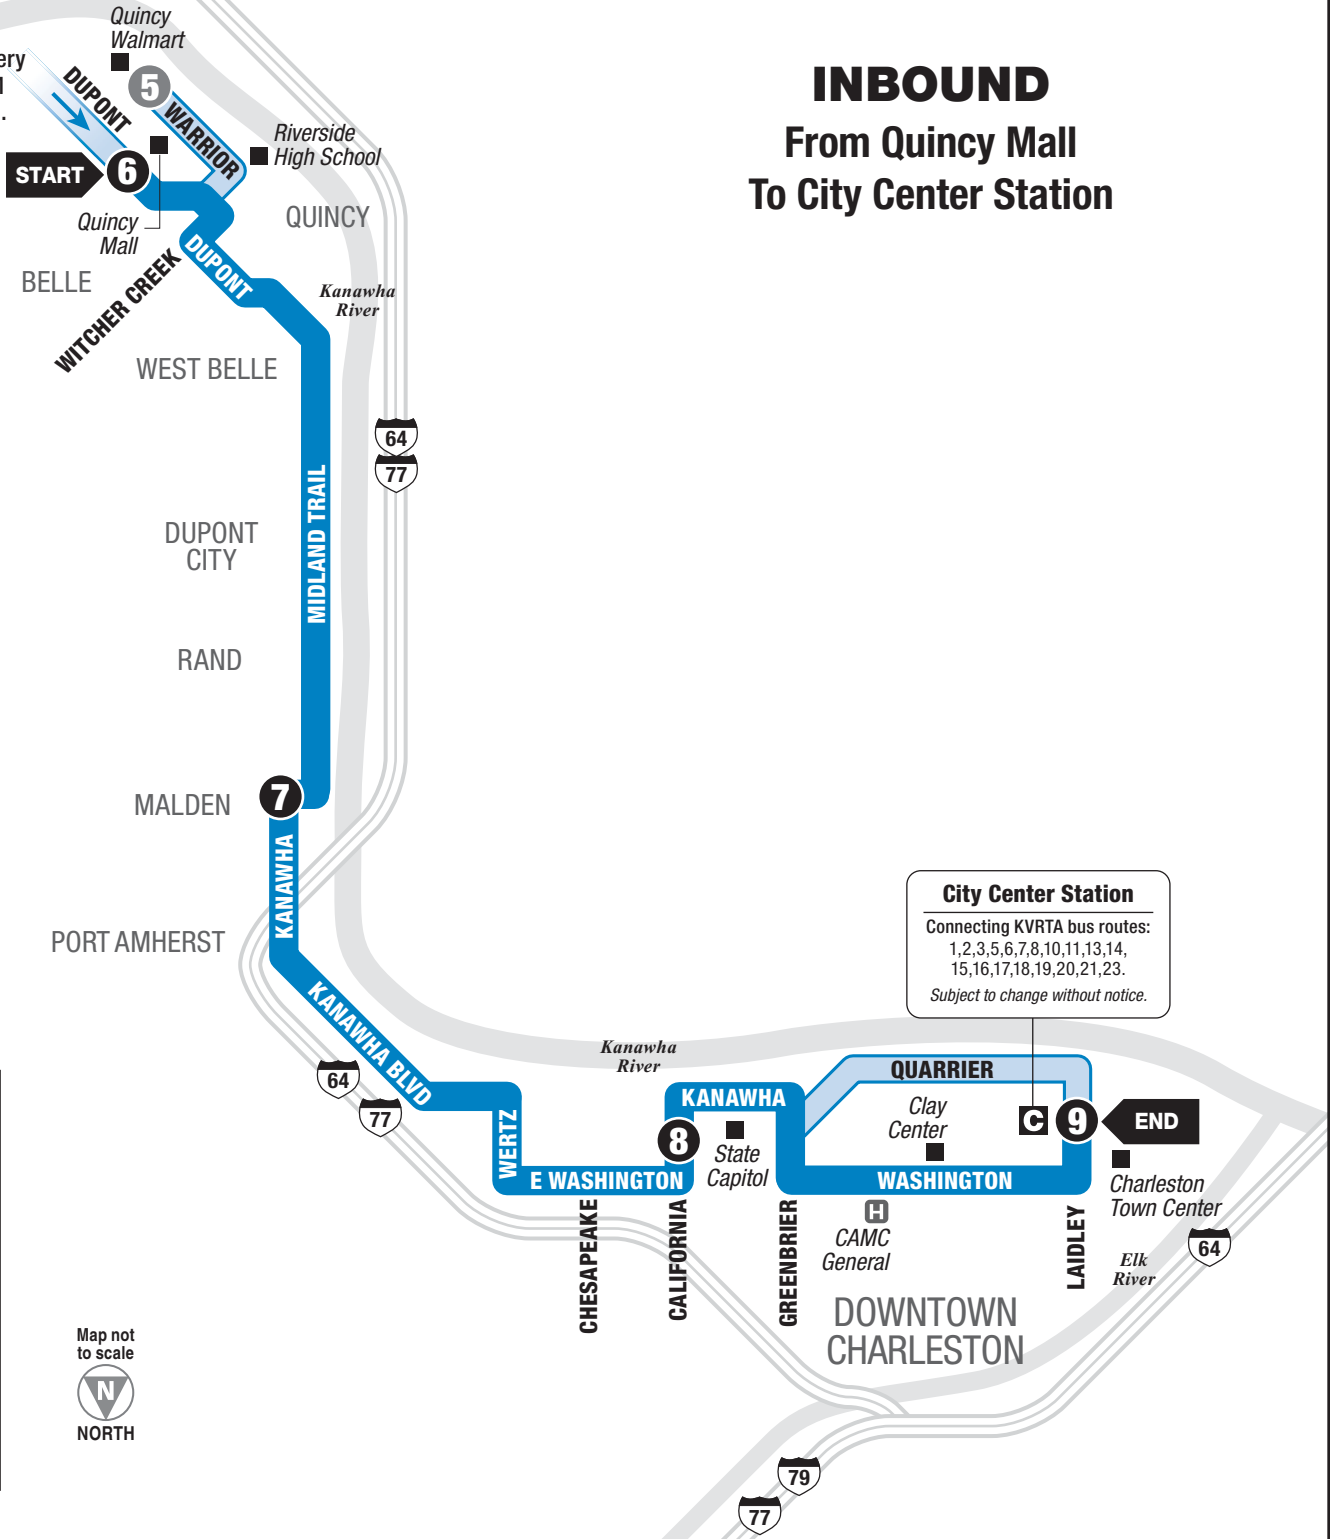 INBOUND
From Quincy Mall
To City Center Station
Quincy
Walmart
ery
DUPONT
5
WARRIOR
Riverside
High School
START
6
Quincy
Mall
QUINCY
BELLE
WITCHER CREEK
DUPONT
Kanawha
River
WEST BELLE
64
77
MIDLAND TRAIL
DUPONT
CITY
RAND
MALDEN
7
KANAWHA
PORT AMHERST
City Center Station
Connecting KVRTA bus routes:
1,2,3,5,6,7,8,10,11,13,14,
15,16,17,18,19,20,21,23.
Subject to change without notice.
KANAWHA BLVD
64
77
Kanawha
River
WERTZ
E WASHINGTON
8
KANAWHA
State
Capitol
QUARRIER
Clay
Center
C
9
END
WASHINGTON
Charleston
Town Center
CHESAPEAKE
CALIFORNIA
GREENBRIER
H
CAMC
General
LAIDLEY
Elk
River
64
DOWNTOWN
CHARLESTON
Map not
to scale
N
NORTH
79
77